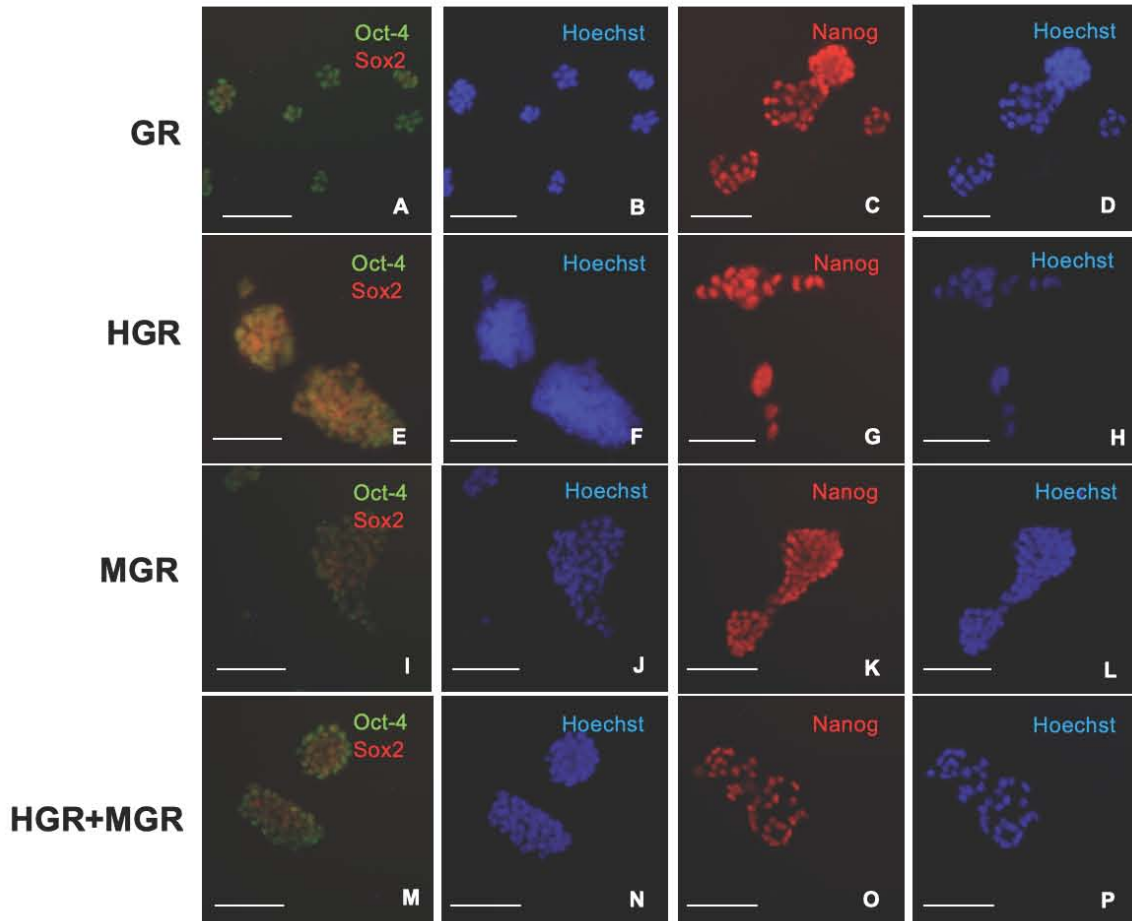 Oct-4
Sox2
Hoechst
Nanog
Hoechst
GR
A
B
C
D
Oct-4
Sox2
Hoechst
Nanog
Hoechst
HGR
E
F
G
H
Oct-4
Sox2
Hoechst
Nanog
Hoechst
MGR
I
J
K
L
Oct-4
Sox2
Hoechst
Nanog
Hoechst
HGR+MGR
M
N
O
P